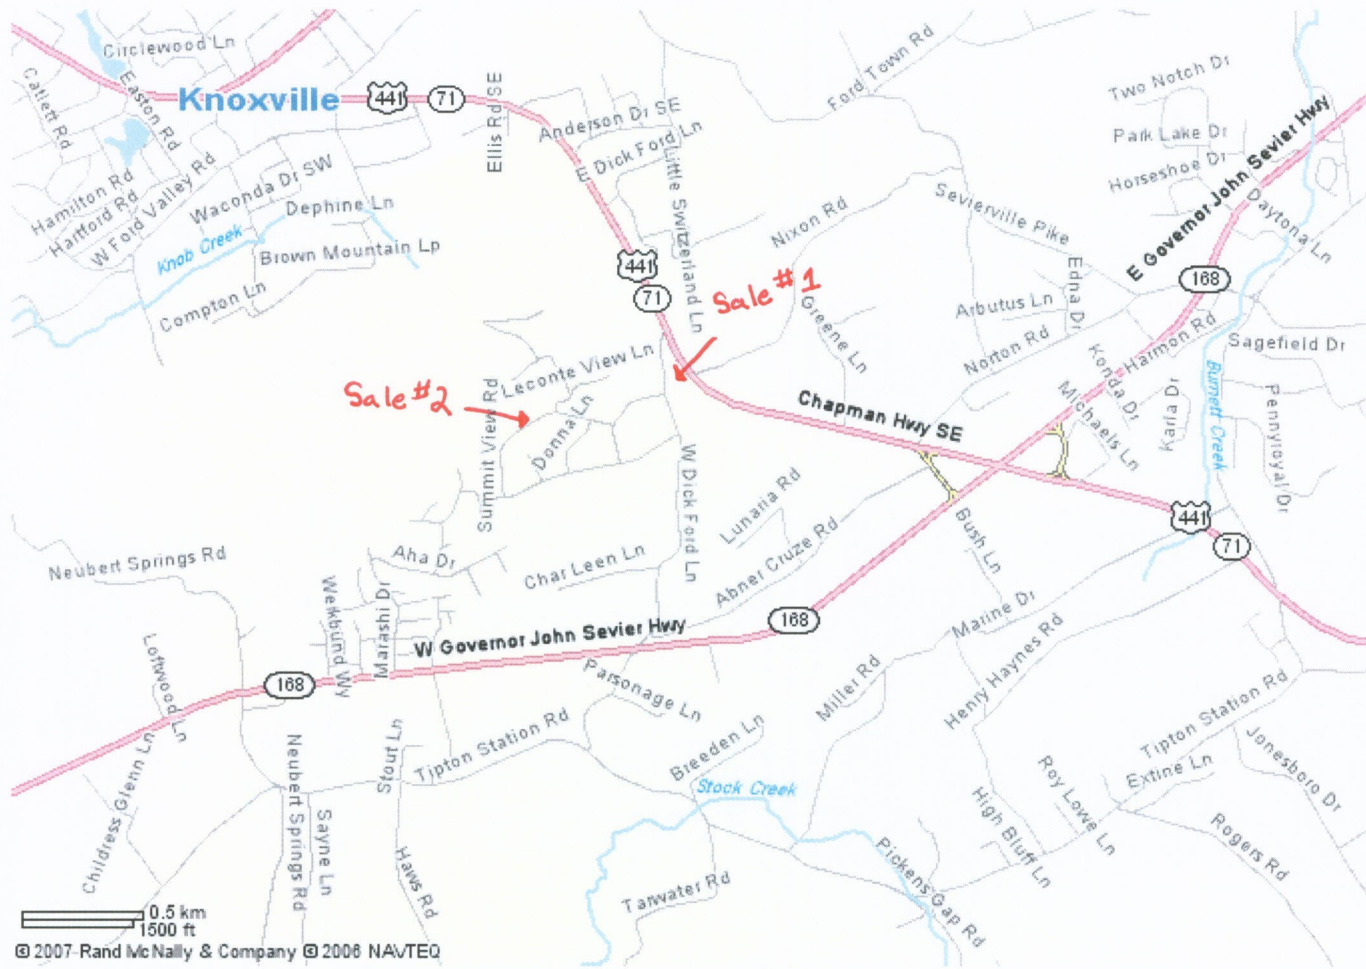 Circlewood Ln
Catlett Rd
Easton Rd
Knoxville
441
71
Ellis Rd SE
Anderson Dr SE
E Dick Ford Ln
Little Switzerland Ln
Ford Town Rd
Two Notch Dr
Park Lake Dr
Horseshoe Dr
E Governor John Sevier Hwy
Daytona Ln
Hamilton Rd
Hartford Rd
W Ford Valley Rd
Waconda Dr SW
Dephine Ln
Knob Creek
Brown Mountain Lp
Compton Ln
Nixon Rd
Sevierville Pike
Edna Dr
Arbutus Ln
Norton Rd
168
Harmon Rd
Sagefield Dr
441
71
Sale #1
Greene Ln
Leconte View Ln
Sale #2
Summit View Rd
Donna Ln
Chapman Hwy SE
Konda Dr
Michaels Ln
Karla Dr
Burnett Creek
Pennyroyal Dr
W Dick Ford Ln
Lunaria Rd
Abner Cruze Rd
Bush Ln
441
71
Neubert Springs Rd
Aha Dr
Char Leen Ln
Welkbund Wy
Marashi Dr
W Governor John Sevier Hwy
168
Marine Dr
Henry Haynes Rd
Miller Rd
Loftwood Ln
168
Parsonage Ln
Tipton Station Rd
Breeden Ln
Stout Ln
Stock Creek
Tipton Station Rd
Extine Ln
Jonesboro Dr
Roy Lowe Ln
High Bluff Ln
Rogers Rd
Childress Glenn Ln
Neubert Springs Rd
Sayne Ln
Haws Rd
Tarwater Rd
Pickens Gap Rd
0.5 km
1500 ft
© 2007 Rand McNally & Company © 2006 NAVTEQ